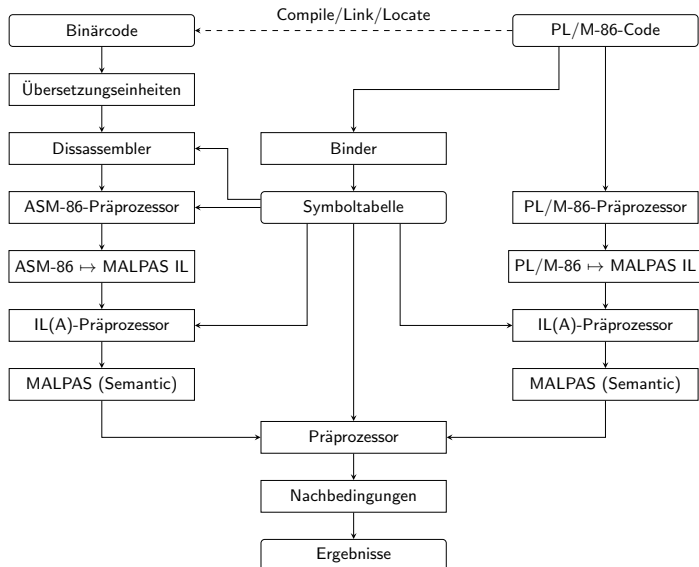 Compile/Link/Locate
Binärcode
PL/M-86-Code
Übersetzungseinheiten
Dissassembler
Binder
ASM-86-Präprozessor
Symboltabelle
PL/M-86-Präprozessor
ASM-86 ↦ MALPAS IL
PL/M-86 ↦ MALPAS IL
IL(A)-Präprozessor
IL(A)-Präprozessor
MALPAS (Semantic)
MALPAS (Semantic)
Präprozessor
Nachbedingungen
Ergebnisse